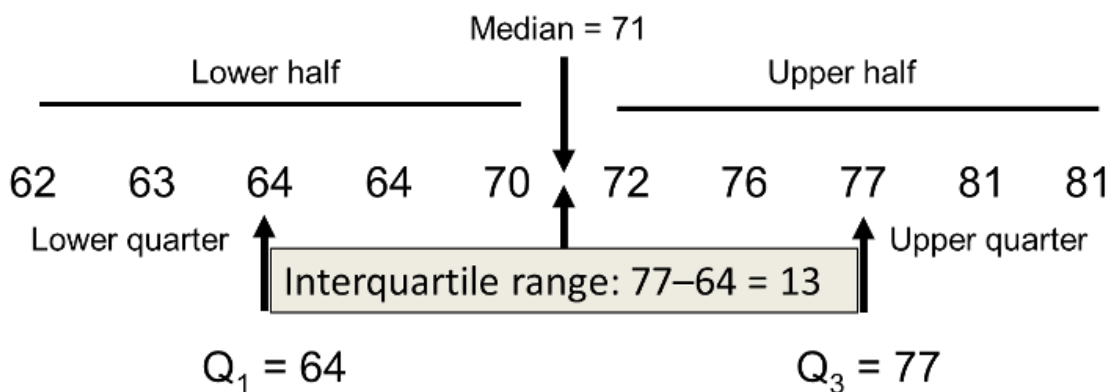 Median = 71
Lower half
Upper half
62 63 64 64 70 72 76 77 81 81
Lower quarter
Upper quarter
Interquartile range: 77–64 = 13
Q₁ = 64
Q₃ = 77